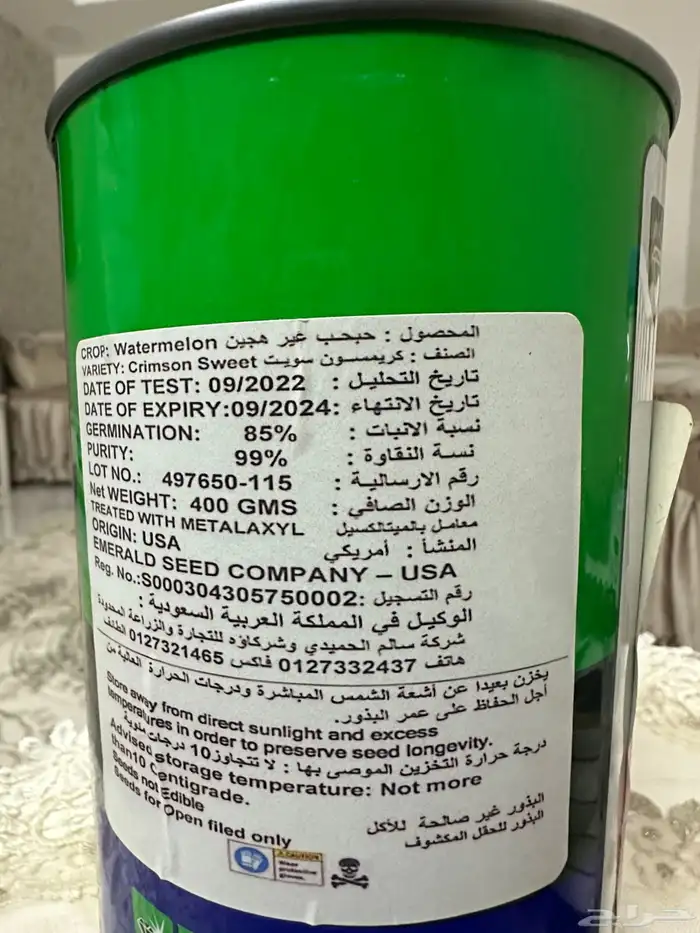 CROP: Watermelon المحصول : حبحب غير هجين
VARIETY: Crimson Sweet الصنف : كريمسون سويت
DATE OF TEST: 09/2022 تاريخ التحليل :
DATE OF EXPIRY:09/2024 تاريخ الانتهاء :
GERMINATION: 85% نسبة الانبات :
PURITY: 99% نسة النقاوة :
LOT NO.: 497650-115 رقم الارسالية :
Net WEIGHT: 400 GMS الوزن الصافي :
TREATED WITH METALAXYL معامل بالميتالكسيل
ORIGIN: USA المنشأ : أمريكي
EMERALD SEED COMPANY – USA
Reg. No.:S000304305750002 رقم التسجيل :
الوكيل في المملكة العربية السعودية :
شركة سالم الحميدي وشركاؤه للتجارة والزراعة المحدودة
هاتف 0127332437 فاكس 0127321465 الطائف
يخزن بعيدا عن أشعة الشمس المباشرة ودرجات الحرارة العالية من
أجل الحفاظ على عمر البذور.
Store away from direct sunlight and excess
temperatures in order to preserve seed longevity.
درجة حرارة التخزين الموصى بها : لا تتجاوز 10 درجات مئوية
Advised storage temperature: Not more
than10 Centigrade.
Seeds not Edible البذور غير صالحة للأكل
Seeds for Open filed only البذور للحقل المكشوف
CAUTION
Wear
protective
gloves.
حراج